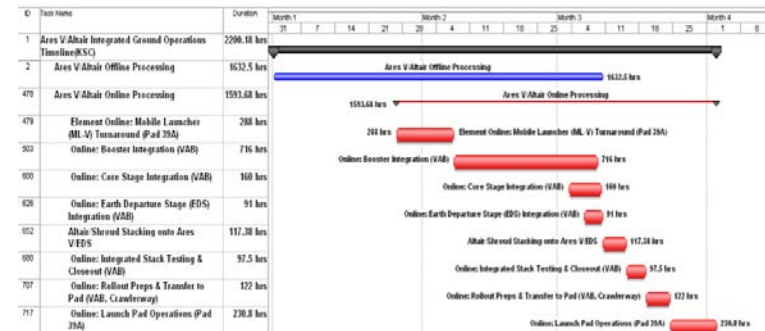 ID Task Name Duration Month 1 Month 2 Month 3 Month 4
31 7 14 21 28 4 11 18 25 4 11 18 25 1 8
1 Ares V/Altair Integrated Ground Operations 2200.18 hrs
Timeline(KSC)
2 Ares V/Altair Offline Processing 1632.5 hrs Ares V/Altair Offline Processing
1632.5 hrs
478 Ares V/Altair Online Processing 1593.68 hrs Ares V/Altair Online Processing
1593.68 hrs
479 Element Online: Mobile Launcher 288 hrs
(ML-V) Turnaround (Pad 39A)
288 hrs Element Online: Mobile Launcher (ML-V) Turnaround (Pad 39A)
503 Online: Booster Integration (VAB) 716 hrs
Online: Booster Integration (VAB) 716 hrs
600 Online: Core Stage Integration (VAB) 160 hrs
Online: Core Stage Integration (VAB) 160 hrs
626 Online: Earth Departure Stage (EDS) 91 hrs
Integration (VAB)
Online: Earth Departure Stage (EDS) Integration (VAB) 91 hrs
652 Altair/Shroud Stacking onto Ares 117.38 hrs
V/EDS
Altair/Shroud Stacking onto Ares V/EDS 117.38 hrs
680 Online: Integrated Stack Testing & 97.5 hrs
Closeout (VAB)
Online: Integrated Stack Testing & Closeout (VAB) 97.5 hrs
707 Online: Rollout Preps & Transfer to 122 hrs
Pad (VAB, Crawlerway)
Online: Rollout Preps & Transfer to Pad (VAB, Crawlerway) 122 hrs
717 Online: Launch Pad Operations (Pad 230.8 hrs
39A)
Online: Launch Pad Operations (Pad 39A) 230.8 hrs